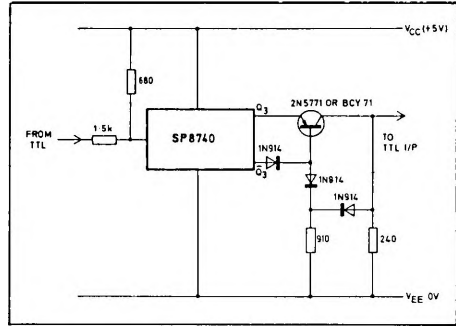 VCC (+5V)
680
Q3
2N5771 OR BCY 71
1·5k
FROM
TTL
SP8740
TO
TTL I/P
1N914
Q̅3
1N914
1N914
910
240
VEE 0V